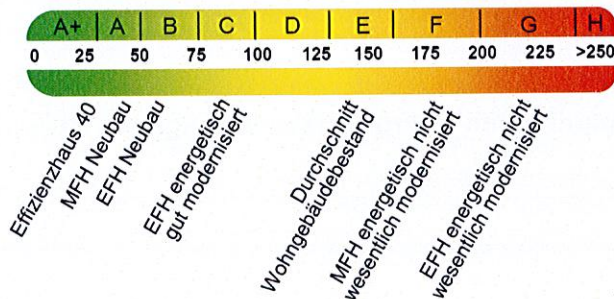 A+ A B C D E F G H
0 25 50 75 100 125 150 175 200 225 >250
Effizienzhaus 40
MFH Neubau
EFH Neubau
EFH energetisch
gut modernisiert
Durchschnitt
Wohngebäudebestand
MFH energetisch nicht
wesentlich modernisiert
EFH energetisch nicht
wesentlich modernisiert